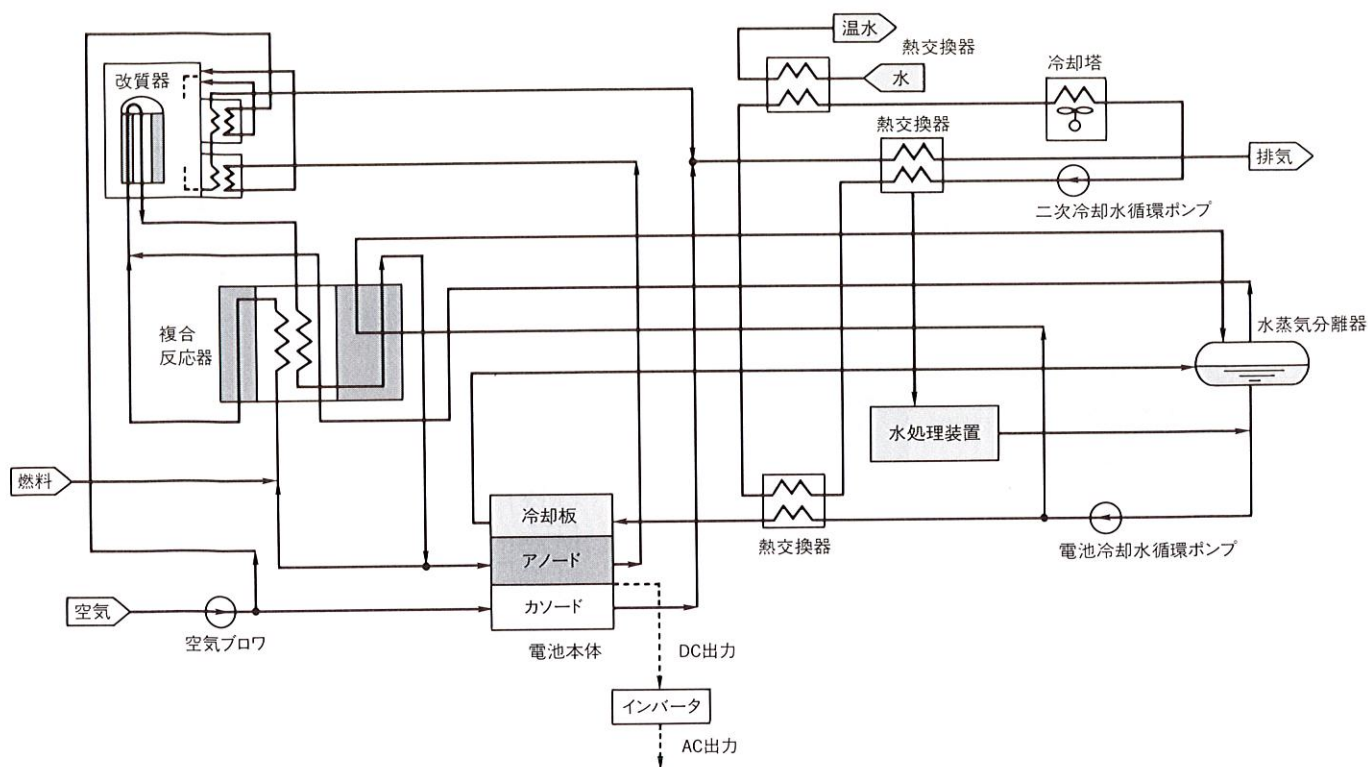 温水
熱交換器
水
冷却塔
改質器
熱交換器
排気
二次冷却水循環ポンプ
複合
反応器
水蒸気分離器
水処理装置
燃料
冷却板
熱交換器
電池冷却水循環ポンプ
アノード
空気
カソード
空気ブロワ
電池本体
DC出力
インバータ
AC出力